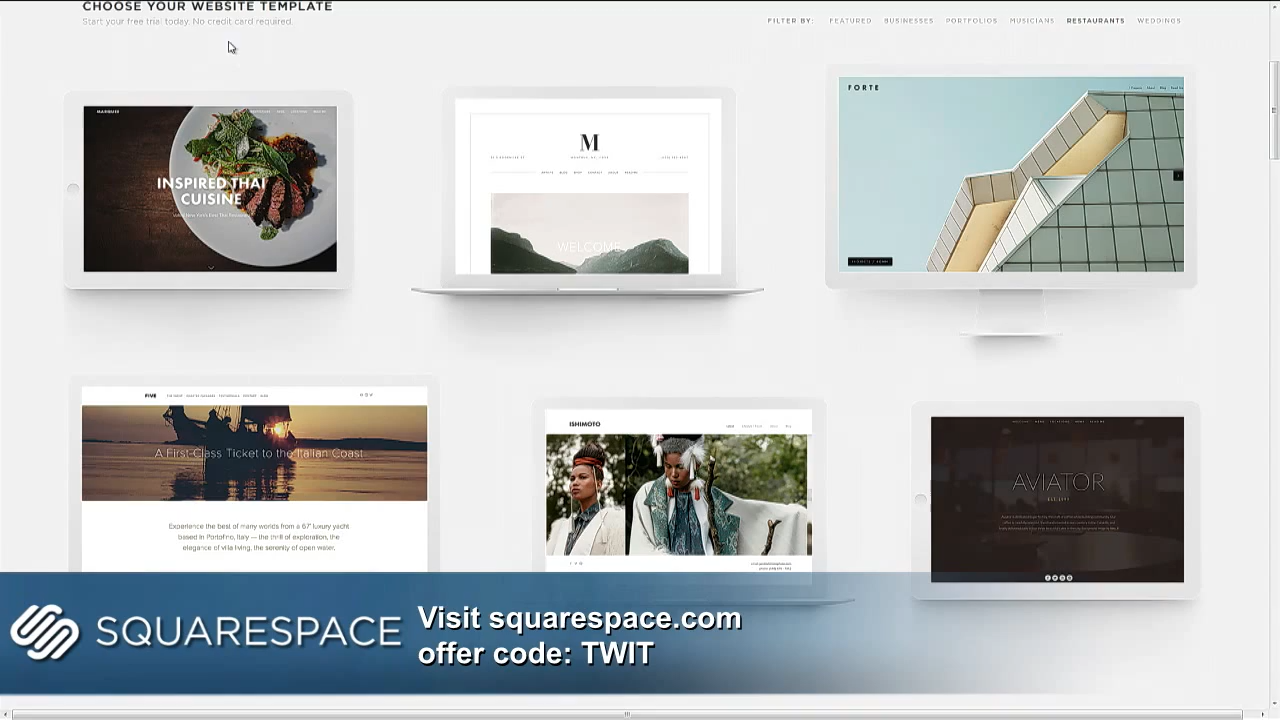 CHOOSE YOUR WEBSITE TEMPLATE
Start your free trial today. No credit card required.
FILTER BY: FEATURED BUSINESSES PORTFOLIOS MUSICIANS RESTAURANTS WEDDINGS
MARQUEE
INSPIRED THAI
CUISINE
M
WELCOME
FORTE
FIVE
A First-Class Ticket to the Italian Coast
Experience the best of many worlds from a 67' luxury yacht
based in Portofino, Italy — the thrill of exploration, the
elegance of villa living, the serenity of open water.
ISHIMOTO
AVIATOR
SQUARESPACE
Visit squarespace.com
offer code: TWIT